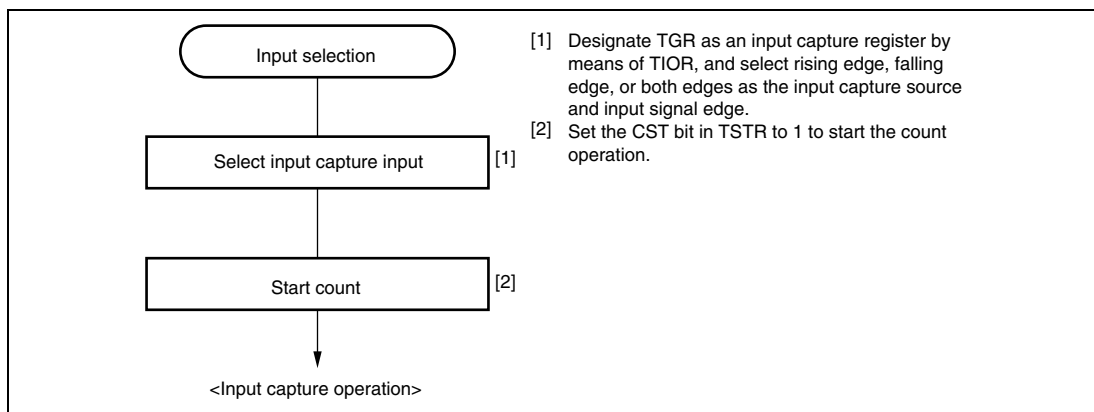 Input selection
Select input capture input
[1]
Start count
[2]
<Input capture operation>
[1] Designate TGR as an input capture register by
means of TIOR, and select rising edge, falling
edge, or both edges as the input capture source
and input signal edge.
[2] Set the CST bit in TSTR to 1 to start the count
operation.